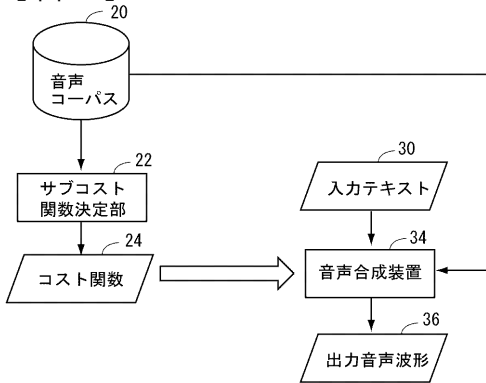 20
音声
コーパス
22
サブコスト
関数決定部
24
コスト関数
30
入力テキスト
34
音声合成装置
36
出力音声波形